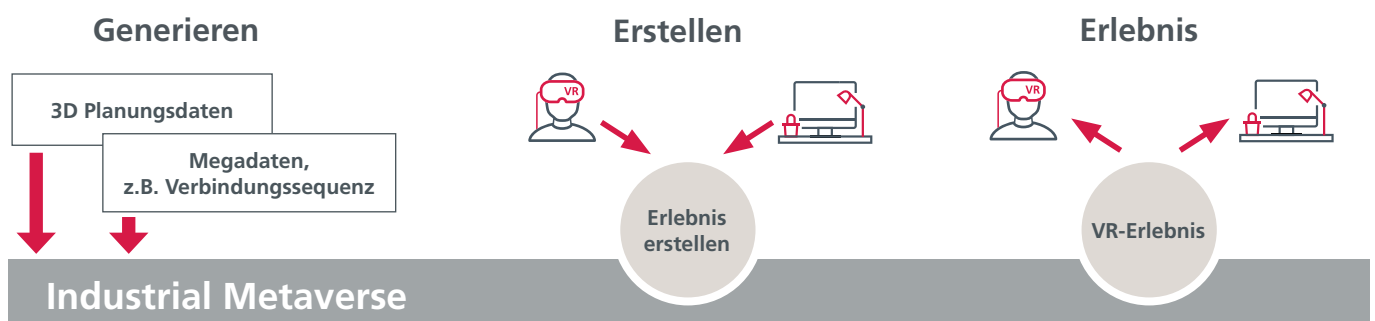 Generieren
3D Planungsdaten
Megadaten,
z.B. Verbindungssequenz
Erstellen
VR
Erlebnis
erstellen
Erlebnis
VR
VR-Erlebnis
Industrial Metaverse